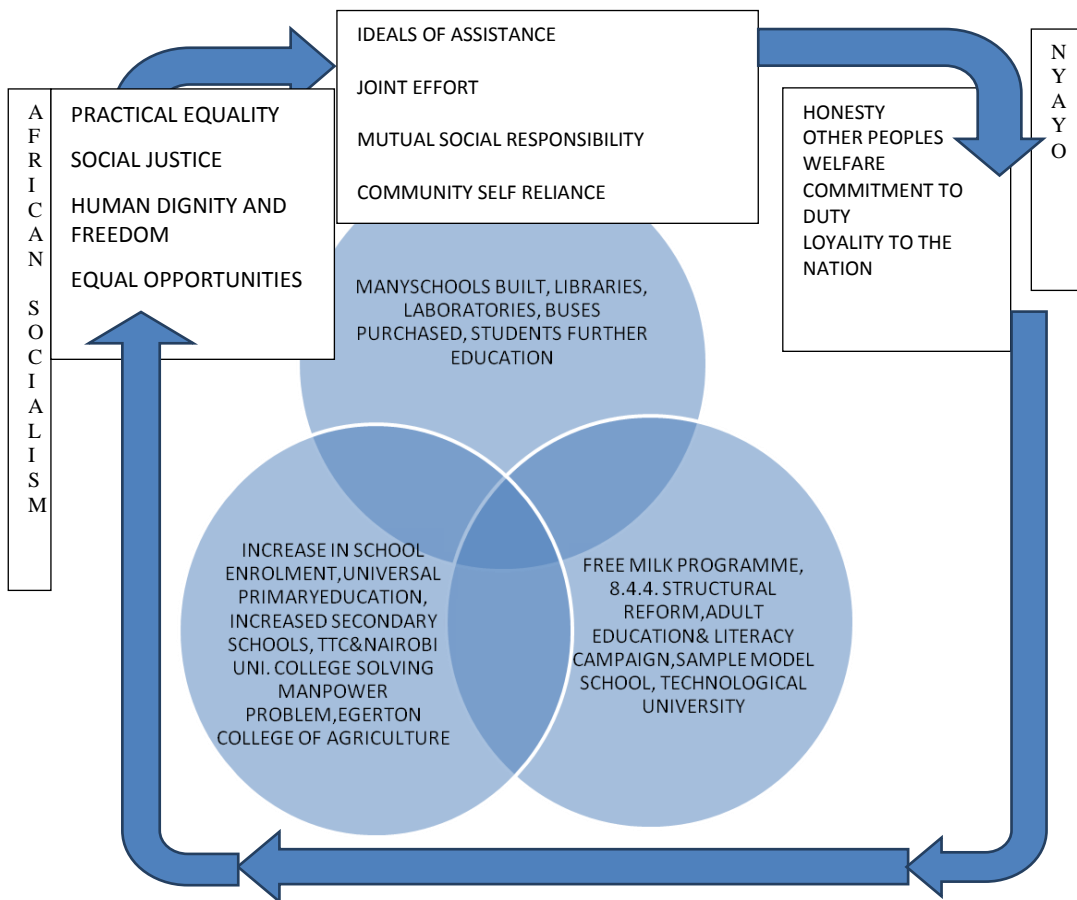 AFRICAN SOCIALISM
PRACTICAL EQUALITY
SOCIAL JUSTICE
HUMAN DIGNITY AND
FREEDOM
EQUAL OPPORTUNITIES
IDEALS OF ASSISTANCE
JOINT EFFORT
MUTUAL SOCIAL RESPONSIBILITY
COMMUNITY SELF RELIANCE
HONESTY
OTHER PEOPLES
WELFARE
COMMITMENT TO
DUTY
LOYALITY TO THE
NATION
NYAYO
MANYSCHOOLS BUILT, LIBRARIES,
LABORATORIES, BUSES
PURCHASED, STUDENTS FURTHER
EDUCATION
INCREASE IN SCHOOL
ENROLMENT,UNIVERSAL
PRIMARYEDUCATION,
INCREASED SECONDARY
SCHOOLS, TTC&NAIROBI
UNI. COLLEGE SOLVING
MANPOWER
PROBLEM,EGERTON
COLLEGE OF AGRICULTURE
FREE MILK PROGRAMME,
8.4.4. STRUCTURAL
REFORM,ADULT
EDUCATION& LITERACY
CAMPAIGN,SAMPLE MODEL
SCHOOL, TECHNOLOGICAL
UNIVERSITY